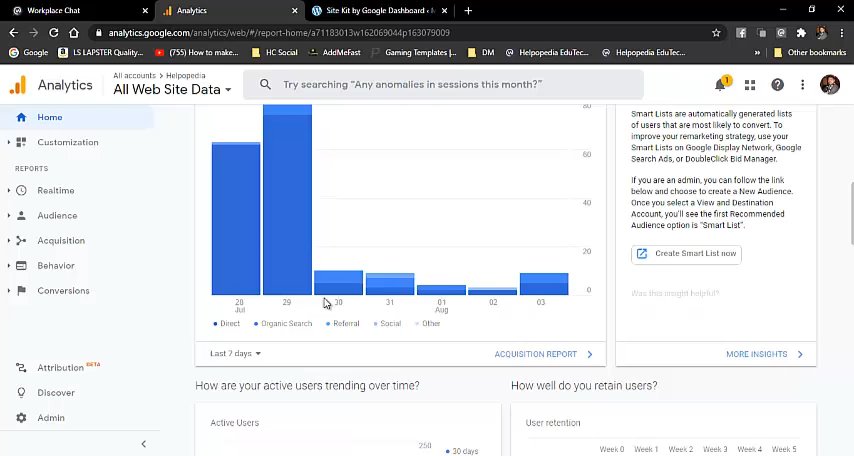 Workplace Chat
Analytics
Site Kit by Google Dashboard ‹ M
analytics.google.com/analytics/web/#/report-home/a71183013w162069044p163079009
Google
LS LAPSTER Quality...
(755) How to make...
HC Social
AddMeFast
Gaming Templates |...
DM
Helpopedia EduTec...
Helpopedia EduTec...
»
Other bookmarks
Analytics
All accounts > Helpopedia
All Web Site Data
Try searching "Any anomalies in sessions this month?"
1
Home
Customization
REPORTS
Realtime
Audience
Acquisition
Behavior
Conversions
Attribution BETA
Discover
Admin
80
60
40
20
0
28
Jul
29
30
31
01
Aug
02
03
Direct
Organic Search
Referral
Social
Other
Last 7 days
ACQUISITION REPORT
Smart Lists are automatically generated lists
of users that are most likely to convert. To
improve your remarketing strategy, use your
Smart Lists on Google Display Network, Google
Search Ads, or DoubleClick Bid Manager.
If you are an admin, you can follow the link
below and choose to create a New Audience.
Once you select a View and Destination
Account, you'll see the first Recommended
Audience option is "Smart List".
Create Smart List now
Was this insight helpful?
MORE INSIGHTS
How are your active users trending over time?
How well do you retain users?
Active Users
250
30 days
User retention
Week 0
Week 1
Week 2
Week 3
Week 4
Week 5